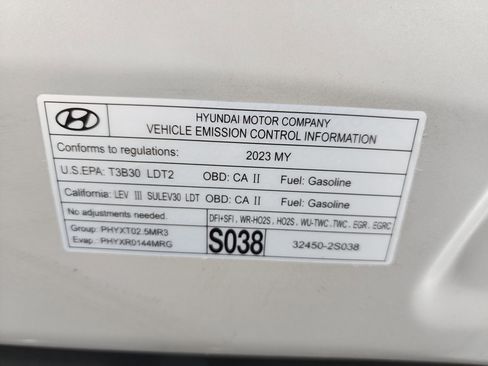 HYUNDAI MOTOR COMPANY
VEHICLE EMISSION CONTROL INFORMATION
Conforms to regulations: 2023 MY
U.S.EPA: T3B30 LDT2 OBD: CA II Fuel: Gasoline
California: LEV III SULEV30 LDT OBD: CA II Fuel: Gasoline
No adjustments needed. DFI+SFI , WR-HO2S , HO2S , WU-TWC , TWC , EGR , EGRC
Group: PHYXT02.5MR3 S038 32450-2S038
Evap: PHYXR0144MRG